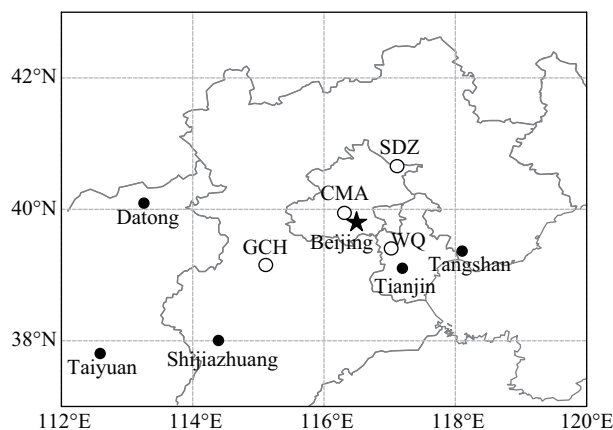 42°N
SDZ
CMA
40°N
Datong
Beijing
WQ
GCH
Tangshan
Tianjin
38°N
Taiyuan
Shijiazhuang
112°E
114°E
116°E
118°E
120°E